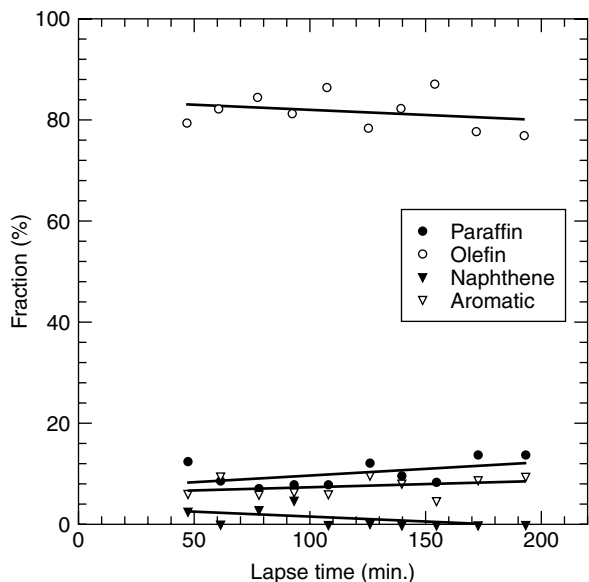 100
80
60
40
20
0
Fraction (%)
Paraffin
Olefin
Naphthene
Aromatic
0 50 100 150 200
Lapse time (min.)